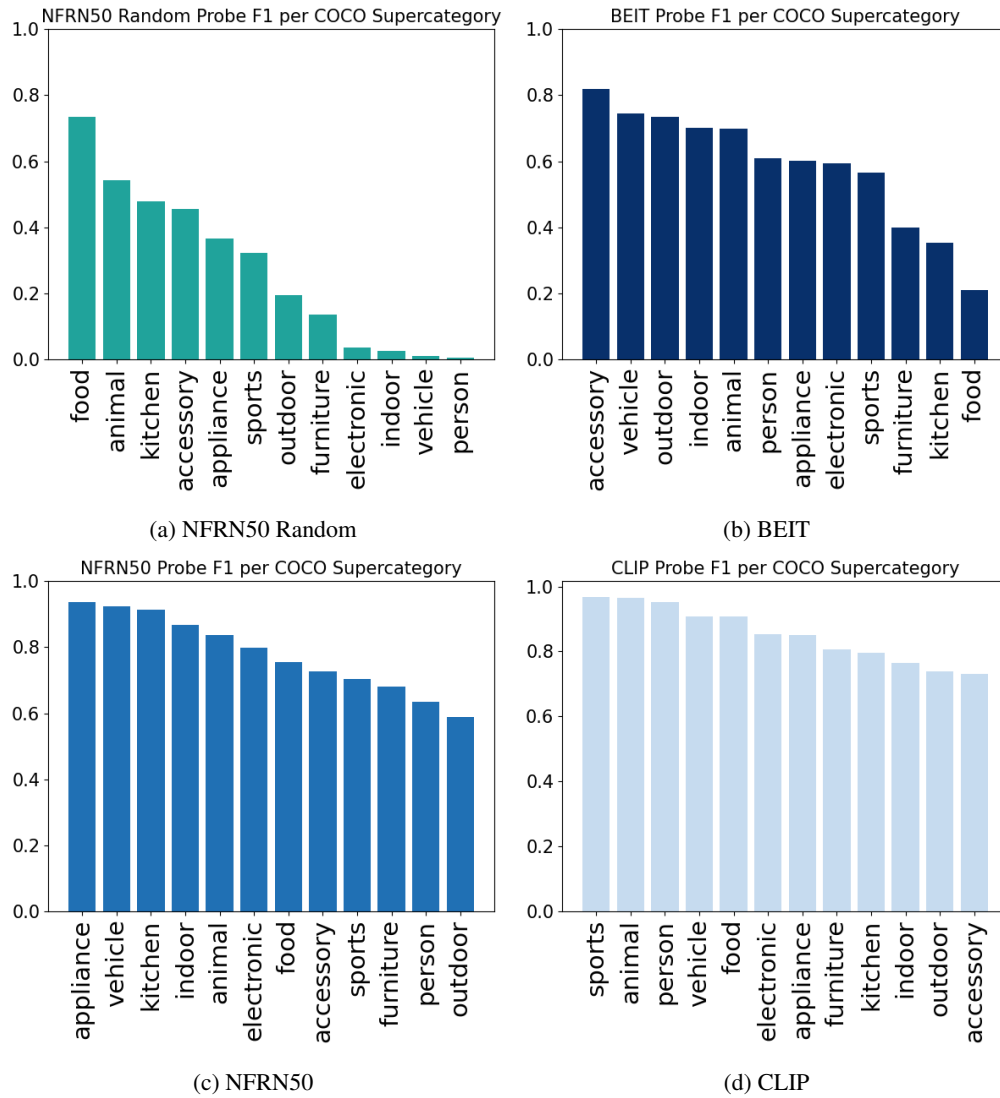 NFRN50 Random Probe F1 per COCO Supercategory
1.0
0.8
0.6
0.4
0.2
0.0
food
animal
kitchen
accessory
appliance
sports
outdoor
furniture
electronic
indoor
vehicle
person
(a) NFRN50 Random
BEIT Probe F1 per COCO Supercategory
1.0
0.8
0.6
0.4
0.2
0.0
accessory
vehicle
outdoor
indoor
animal
person
appliance
electronic
sports
furniture
kitchen
food
(b) BEIT
NFRN50 Probe F1 per COCO Supercategory
1.0
0.8
0.6
0.4
0.2
0.0
appliance
vehicle
kitchen
indoor
animal
electronic
food
accessory
sports
furniture
person
outdoor
(c) NFRN50
CLIP Probe F1 per COCO Supercategory
1.0
0.8
0.6
0.4
0.2
0.0
sports
animal
person
vehicle
food
electronic
appliance
furniture
kitchen
indoor
outdoor
accessory
(d) CLIP